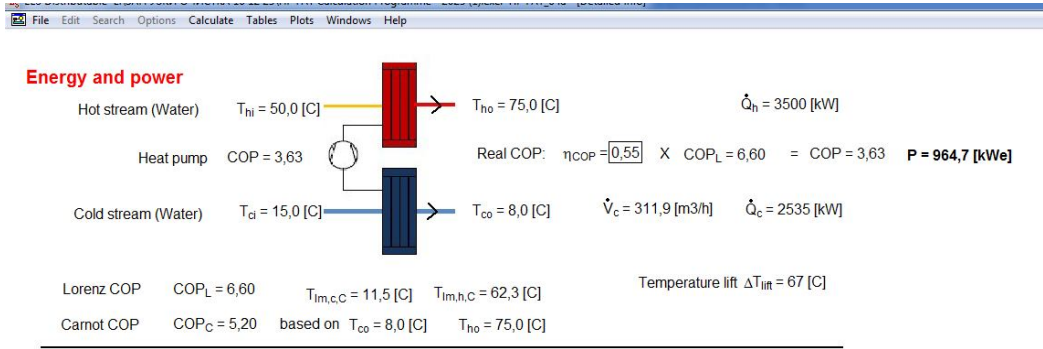 File Edit Search Options Calculate Tables Plots Windows Help
Energy and power
Hot stream (Water) Thi = 50,0 [C] Tho = 75,0 [C] Q̇h = 3500 [kW]
Heat pump COP = 3,63 Real COP: ηCOP = 0,55 X COPL = 6,60 = COP = 3,63 P = 964,7 [kWe]
Cold stream (Water) Tci = 15,0 [C] Tco = 8,0 [C] V̇c = 311,9 [m3/h] Q̇c = 2535 [kW]
Temperature lift ΔTlift = 67 [C]
Lorenz COP COPL = 6,60 Tlm,c,C = 11,5 [C] Tlm,h,C = 62,3 [C]
Carnot COP COPC = 5,20 based on Tco = 8,0 [C] Tho = 75,0 [C]